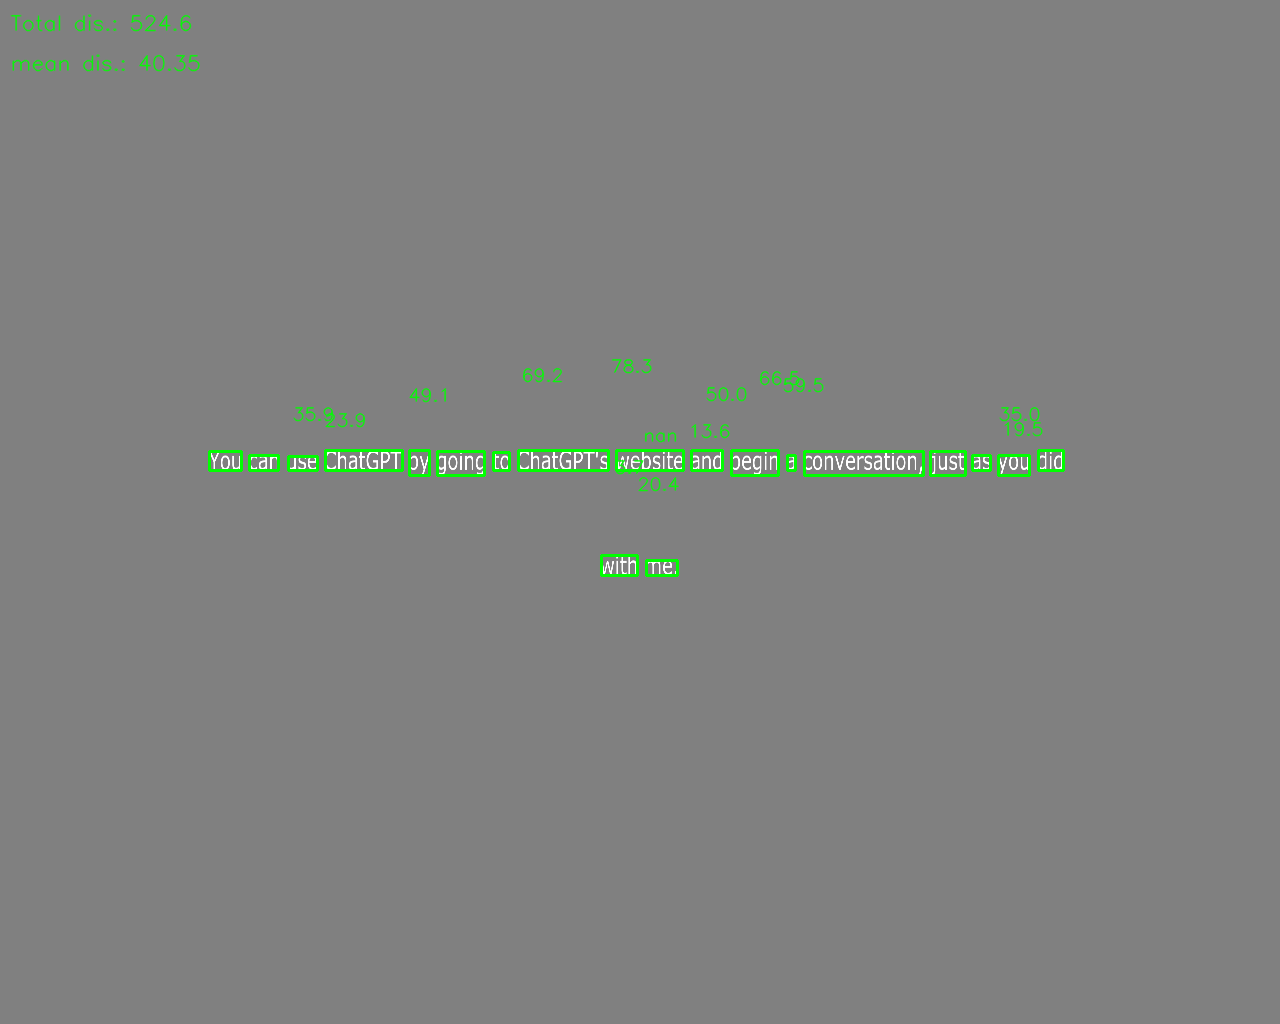 Total dis.: 524.6
mean dis.: 40.35
78.3
69.2
66.5 59.5
49.1 50.0
35.9 23.9 35.0
nan 13.6 19.5
You can use ChatGPT by going to ChatGPT's website and begin a conversation, just as you did
20.4
with me.